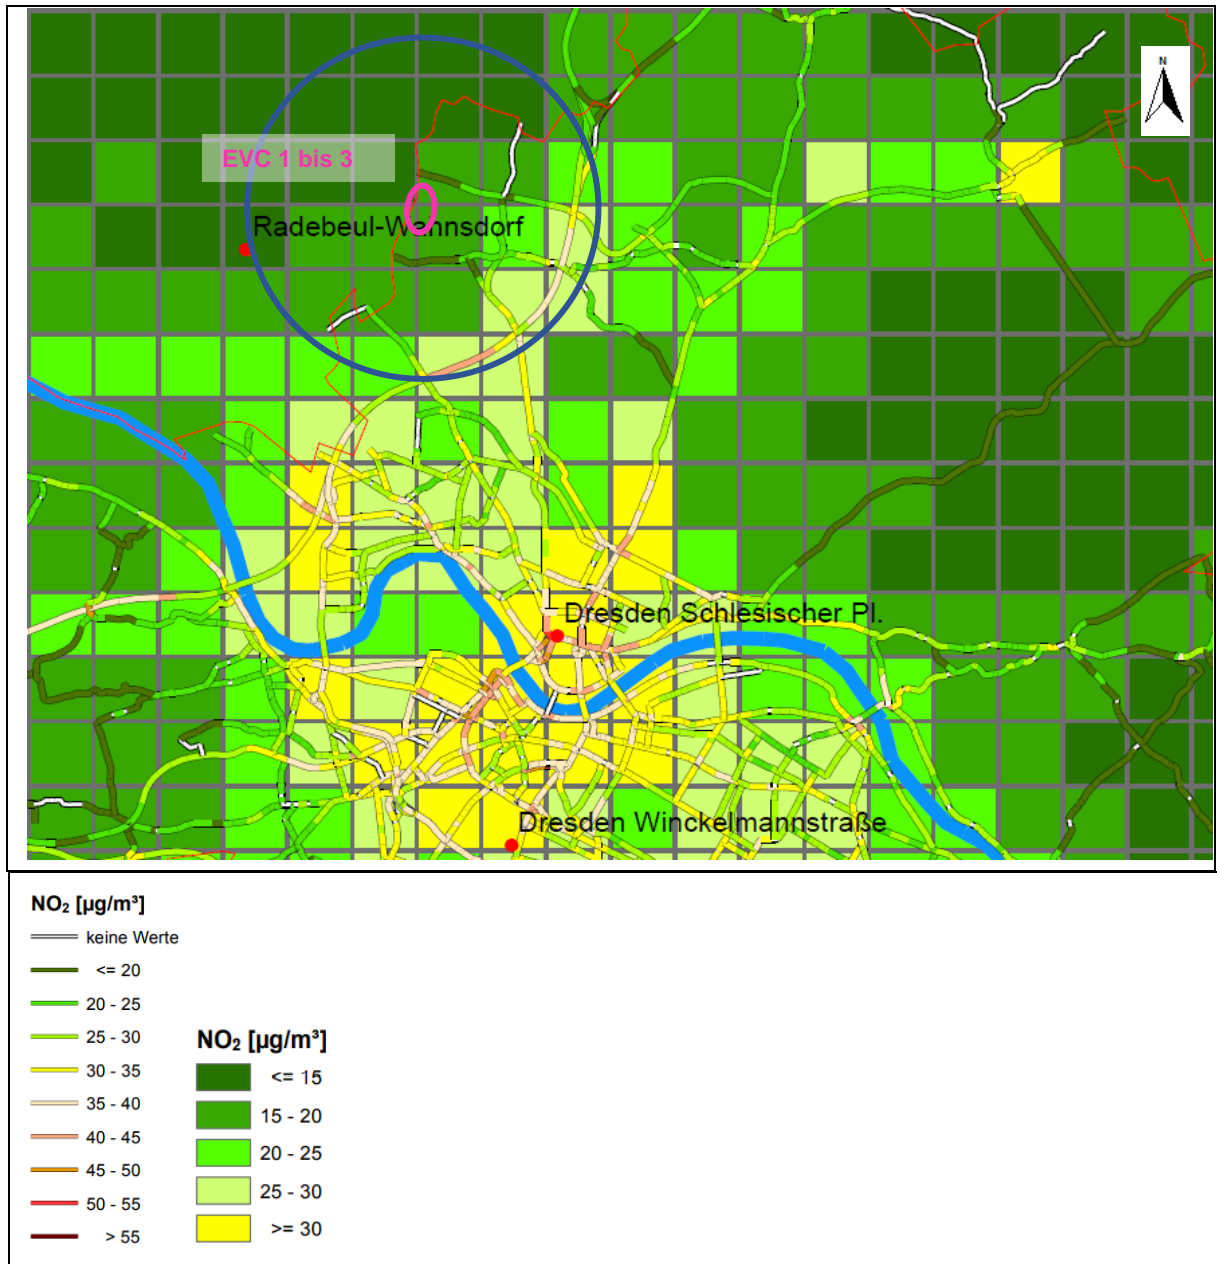 N
EVC 1 bis 3
Radebeul-Wahnsdorf
Dresden Schlesischer Pl.
Dresden Winckelmannstraße
NO₂ [µg/m³]
keine Werte
<= 20
20 - 25
25 - 30
30 - 35
35 - 40
40 - 45
45 - 50
50 - 55
> 55
NO₂ [µg/m³]
<= 15
15 - 20
20 - 25
25 - 30
>= 30